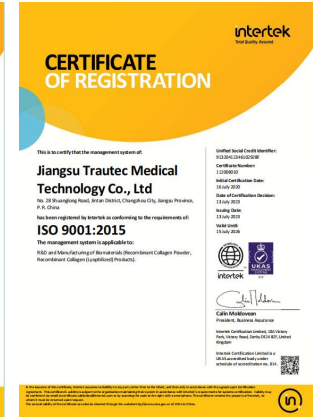 intertek
Total Quality. Assured.
CERTIFICATE
OF REGISTRATION
This is to certify that the management system of:
Jiangsu Trautec Medical
Technology Co., Ltd
No. 28 Shuanglong Road, Jintan District, Changzhou City, Jiangsu Province,
P. R. China
has been registered by Intertek as conforming to the requirements of:
ISO 9001:2015
The management system is applicable to:
R&D and Manufacturing of Biomaterials (Recombinant Collagen Powder,
Recombinant Collagen (Lyophilized) Products).
Unified Social Credit Identifier:
Certificate Number:
Initial Certification Date:
16 July 2020
Date of Certification Decision:
13 July 2023
Issuing Date:
13 July 2023
Valid Until:
15 July 2026
intertek
UKAS
MANAGEMENT
SYSTEMS
Calin Moldovean
President, Business Assurance
Intertek Certification Limited, 10A Victory
Park, Victory Road, Derby DE24 8ZF, United
Kingdom
Intertek Certification Limited is a
UKAS accredited body under
schedule of accreditation no. 014.
in